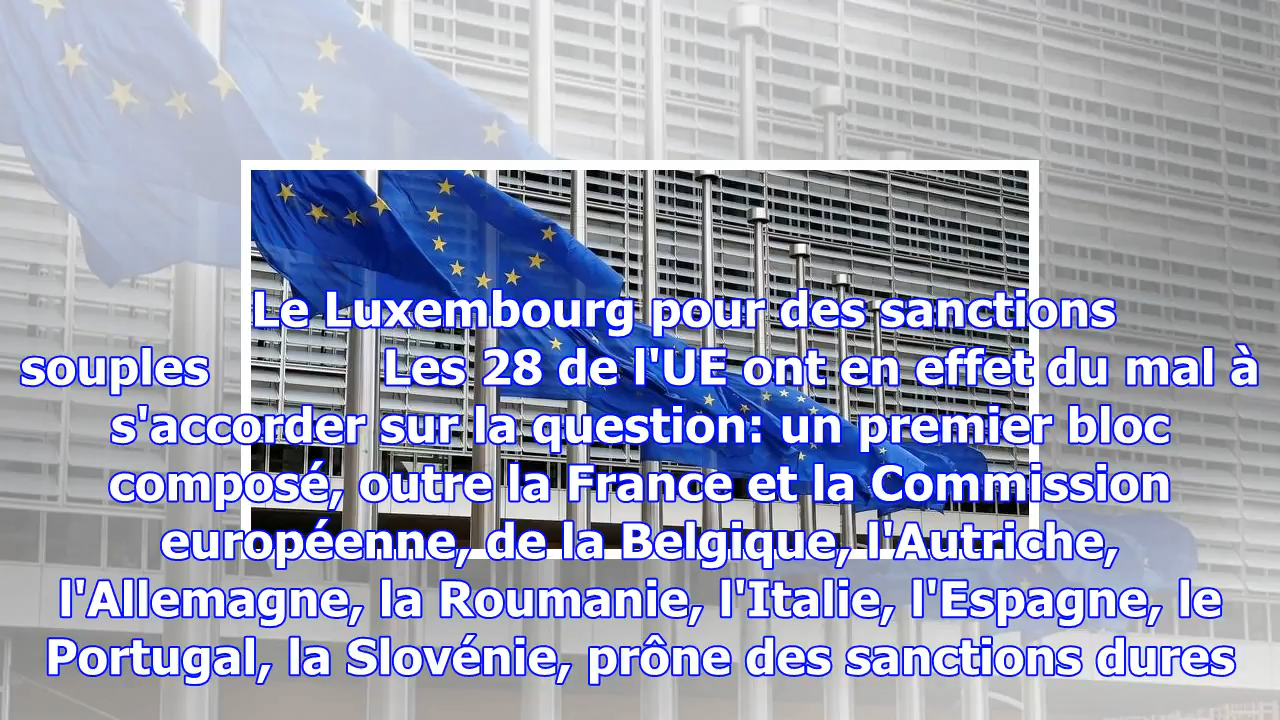 Le Luxembourg pour des sanctions
souples Les 28 de l'UE ont en effet du mal à
s'accorder sur la question: un premier bloc
composé, outre la France et la Commission
européenne, de la Belgique, l'Autriche,
l'Allemagne, la Roumanie, l'Italie, l'Espagne, le
Portugal, la Slovénie, prône des sanctions dures